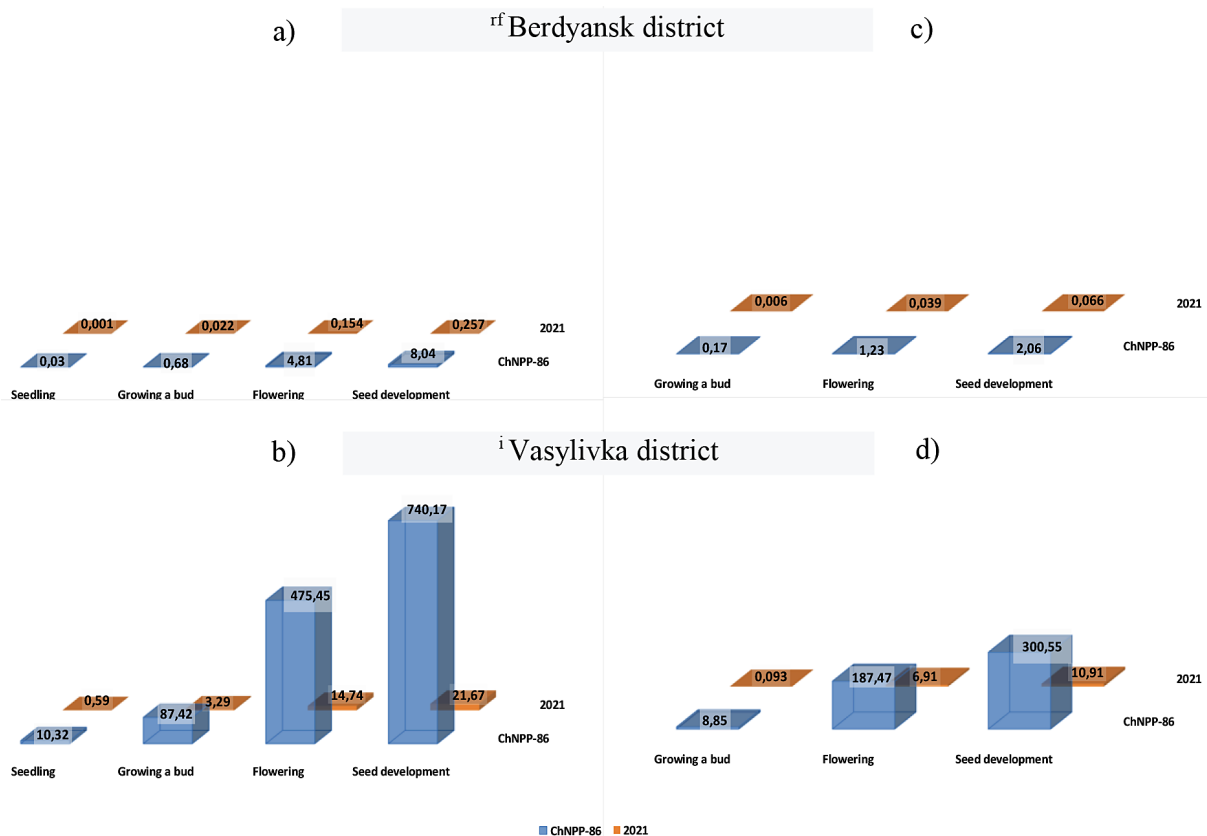 a)
rf Berdyansk district
c)
0,001 0,022 0,154 0,257 2021
0,03 0,68 4,81 8,04 ChNPP-86
Seedling Growing a bud Flowering Seed development
0,006 0,039 0,066 2021
0,17 1,23 2,06 ChNPP-86
Growing a bud Flowering Seed development
b)
i Vasylivka district
d)
740,17
475,45
0,59 3,29 14,74 21,67 2021
87,42
10,32 ChNPP-86
Seedling Growing a bud Flowering Seed development
300,55
0,093 187,47 6,91 10,91 2021
8,85 ChNPP-86
Growing a bud Flowering Seed development
ChNPP-86 2021